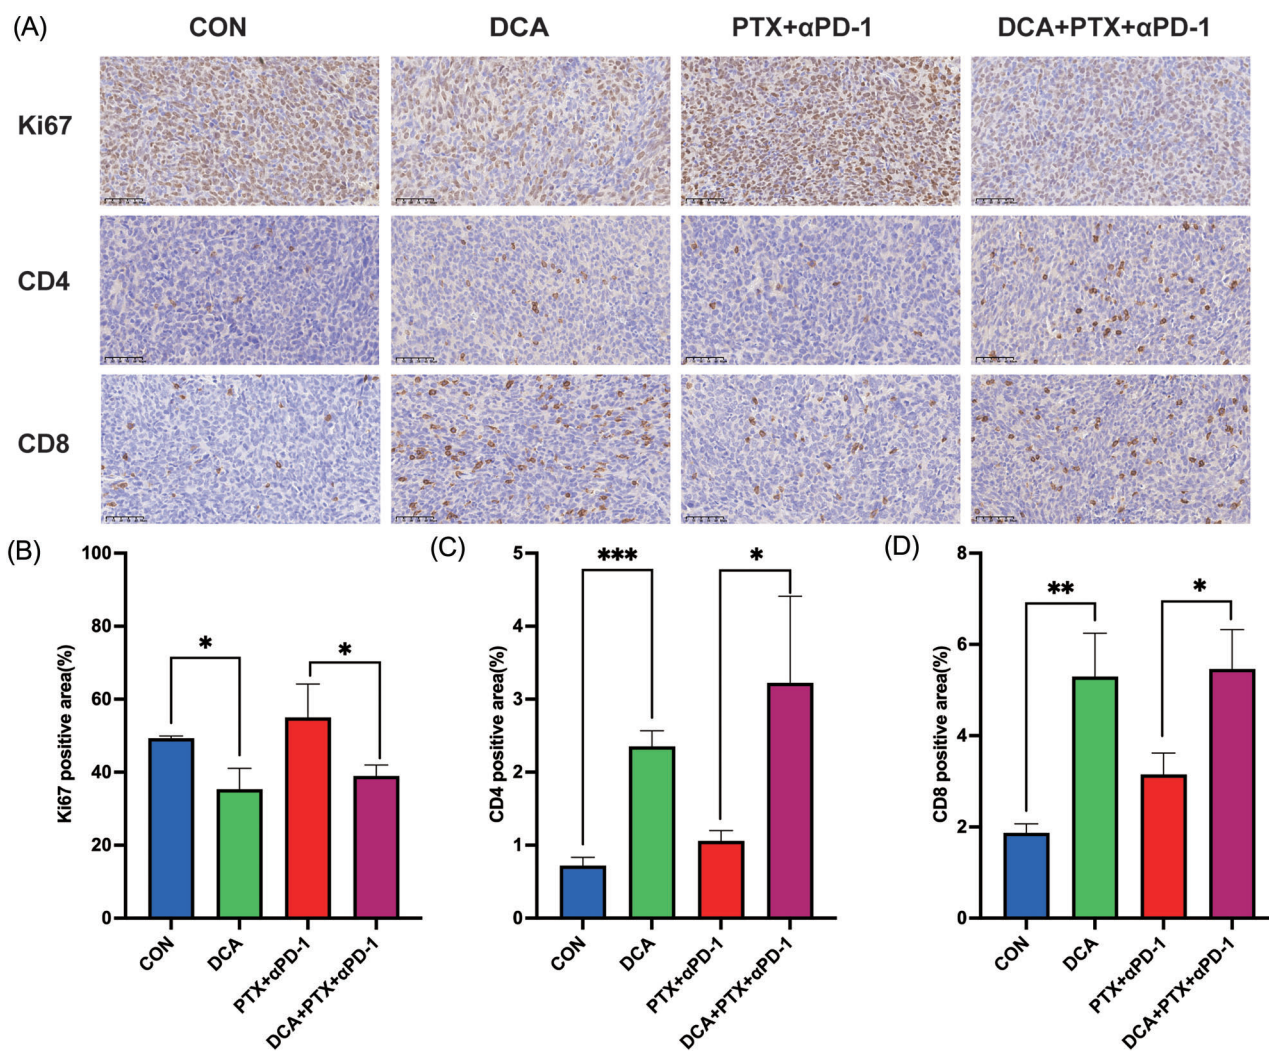 (A)
CON DCA PTX+αPD-1 DCA+PTX+αPD-1
Ki67
CD4
CD8
(B)
Ki67 positive area(%)
100
80
60
40
20
0
*
*
CON DCA PTX+αPD-1 DCA+PTX+αPD-1
(C)
CD4 positive area(%)
5
4
3
2
1
0
***
*
CON DCA PTX+αPD-1 DCA+PTX+αPD-1
(D)
CD8 positive area(%)
8
6
4
2
0
**
*
CON DCA PTX+αPD-1 DCA+PTX+αPD-1